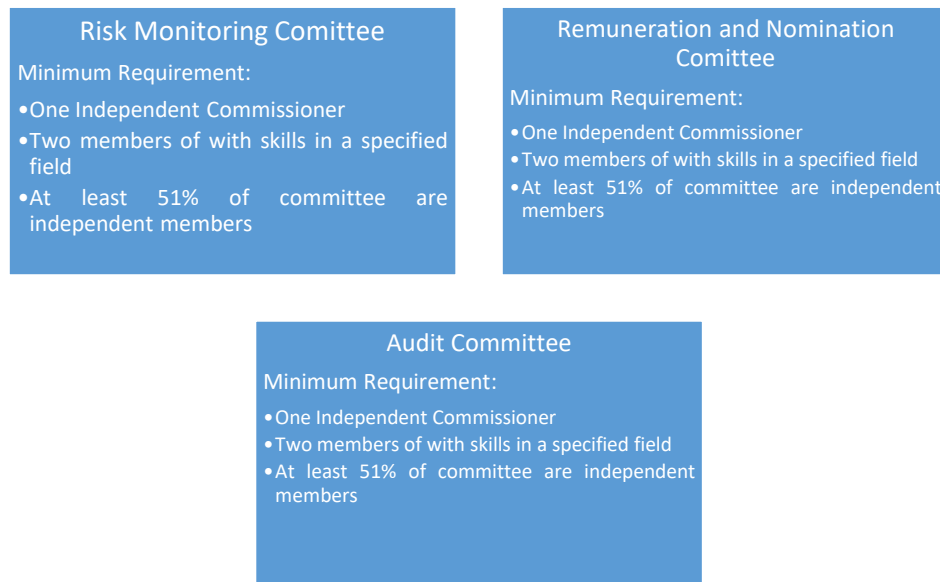 Risk Monitoring Comittee
Minimum Requirement:
•One Independent Commissioner
•Two members of with skills in a specified
field
•At least 51% of committee are
independent members
Remuneration and Nomination
Comittee
Minimum Requirement:
•One Independent Commissioner
•Two members of with skills in a specified field
•At least 51% of committee are independent
members
Audit Committee
Minimum Requirement:
•One Independent Commissioner
•Two members of with skills in a specified field
•At least 51% of committee are independent
members